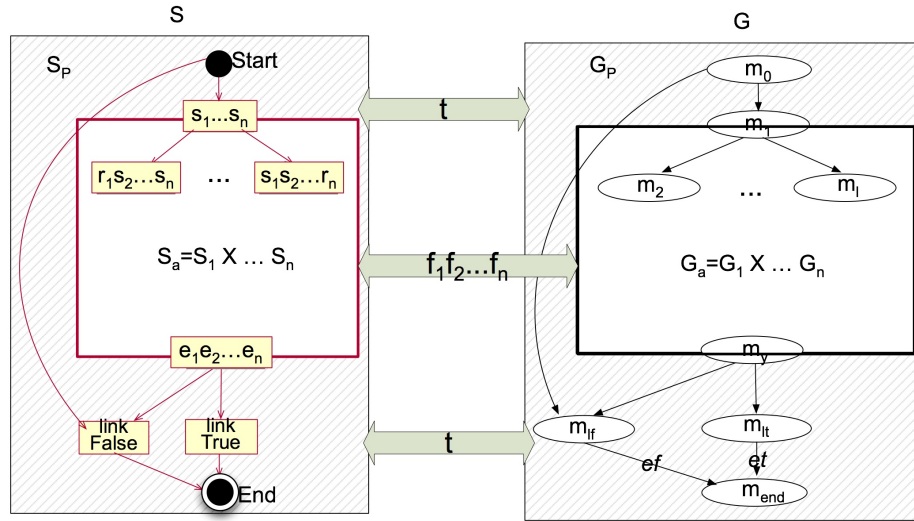 S
G
S_P
Start
G_P
m_0
t
s_1...s_n
m_1
r_1s_2...s_n
...
s_1s_2...r_n
m_2
...
m_l
S_a=S_1 X ... S_n
f_1f_2...f_n
G_a=G_1 X ... G_n
e_1e_2...e_n
m_y
link
False
link
True
t
m_lf
m_lt
ef
et
End
m_end